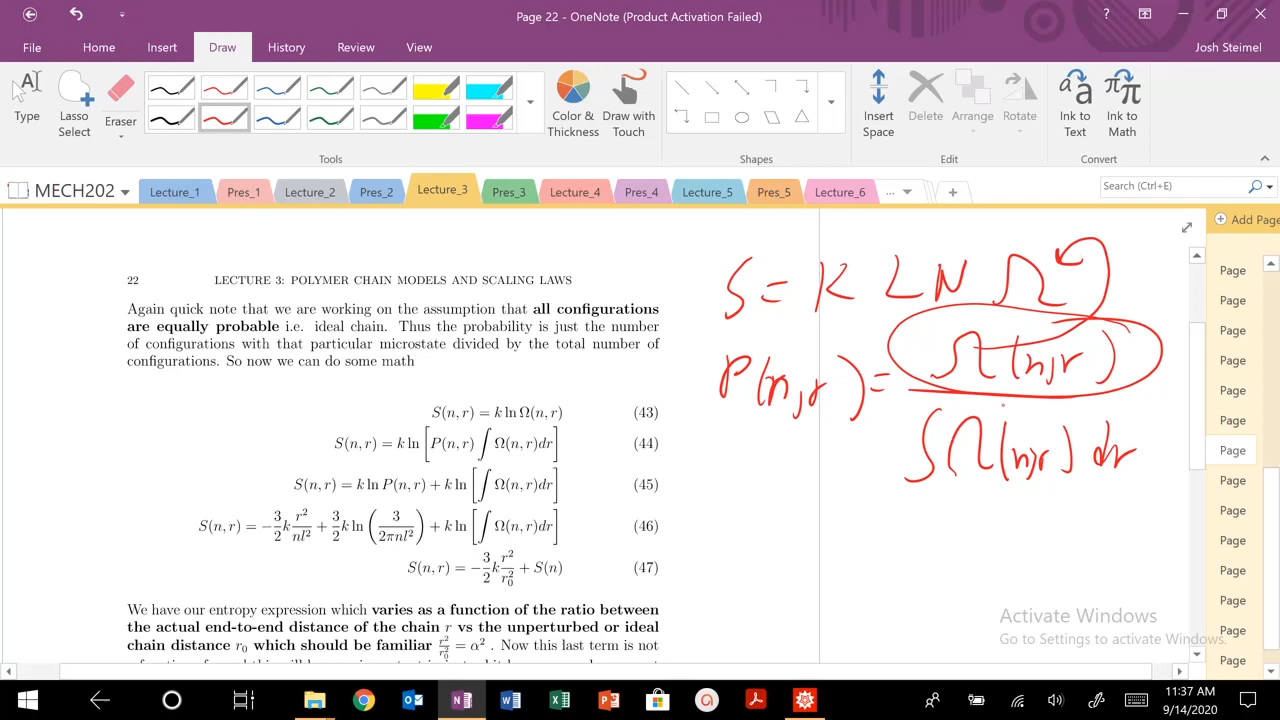 Page 22 - OneNote (Product Activation Failed)
?
File Home Insert Draw History Review View
Josh Steimel
Type Lasso Select Eraser Color & Thickness Draw with Touch Insert Space Delete Arrange Rotate Ink to Text Ink to Math
Tools Shapes Edit Convert
MECH202 Lecture_1 Pres_1 Lecture_2 Pres_2 Lecture_3 Pres_3 Lecture_4 Pres_4 Lecture_5 Pres_5 Lecture_6 ... Search (Ctrl+E)
Add Page
22 LECTURE 3: POLYMER CHAIN MODELS AND SCALING LAWS
Again quick note that we are working on the assumption that all configurations
are equally probable i.e. ideal chain. Thus the probability is just the number
of configurations with that particular microstate divided by the total number of
configurations. So now we can do some math
S(n, r) = k ln Ω(n, r) (43)
S(n, r) = k ln [P(n, r) ∫ Ω(n, r)dr] (44)
S(n, r) = k ln P(n, r) + k ln [∫ Ω(n, r)dr] (45)
S(n, r) = −3/2 k r²/nl² + 3/2 k ln (3/2πnl²) + k ln [∫ Ω(n, r)dr] (46)
S(n, r) = −3/2 k r²/r₀² + S(n) (47)
We have our entropy expression which varies as a function of the ratio between
the actual end-to-end distance of the chain r vs the unperturbed or ideal
chain distance r₀ which should be familiar r²/r₀² = α². Now this last term is not
S = K LN Ω
P(n,r) = Ω(n,r)
∫Ω(n,r) dr
Page
Page
Page
Page
Page
Page
Page
Page
Page
Page
Page
Page
Page
Page
Activate Windows
Go to Settings to activate Windows.
11:37 AM
9/14/2020